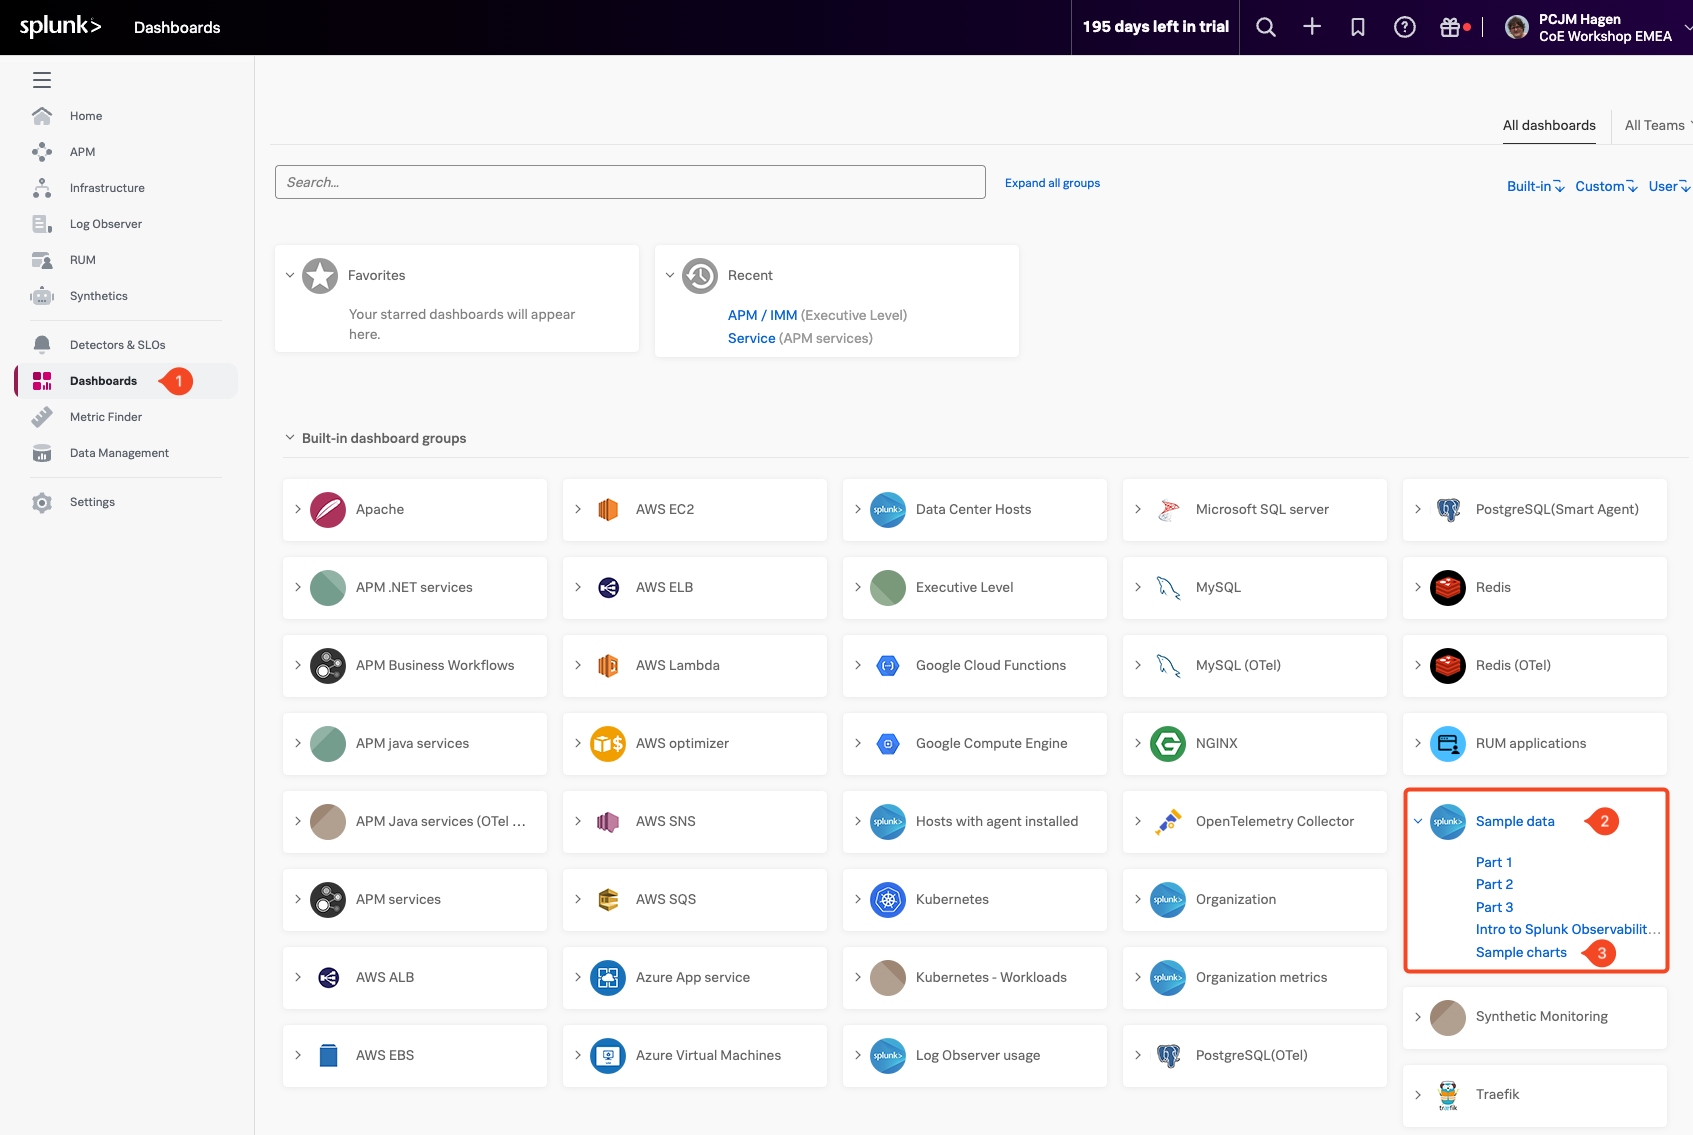 splunk>
Dashboards
195 days left in trial
PCJM Hagen
CoE Workshop EMEA
Home
APM
Infrastructure
Log Observer
RUM
Synthetics
Detectors & SLOs
Dashboards
1
Metric Finder
Data Management
Settings
All dashboards
All Teams
Search...
Expand all groups
Built-in
Custom
User
Favorites
Your starred dashboards will appear
here.
Recent
APM / IMM (Executive Level)
Service (APM services)
Built-in dashboard groups
Apache
AWS EC2
splunk>
Data Center Hosts
Microsoft SQL server
PostgreSQL(Smart Agent)
APM .NET services
AWS ELB
Executive Level
MySQL
Redis
APM Business Workflows
AWS Lambda
Google Cloud Functions
MySQL (OTel)
Redis (OTel)
APM java services
AWS optimizer
Google Compute Engine
NGINX
RUM applications
APM Java services (OTel ...
AWS SNS
splunk>
Hosts with agent installed
OpenTelemetry Collector
splunk>
Sample data
2
Part 1
Part 2
Part 3
Intro to Splunk Observabilit...
Sample charts
3
APM services
AWS SQS
Kubernetes
splunk>
Organization
AWS ALB
Azure App service
Kubernetes - Workloads
splunk>
Organization metrics
Synthetic Monitoring
AWS EBS
Azure Virtual Machines
splunk>
Log Observer usage
PostgreSQL(OTel)
træfik
Traefik